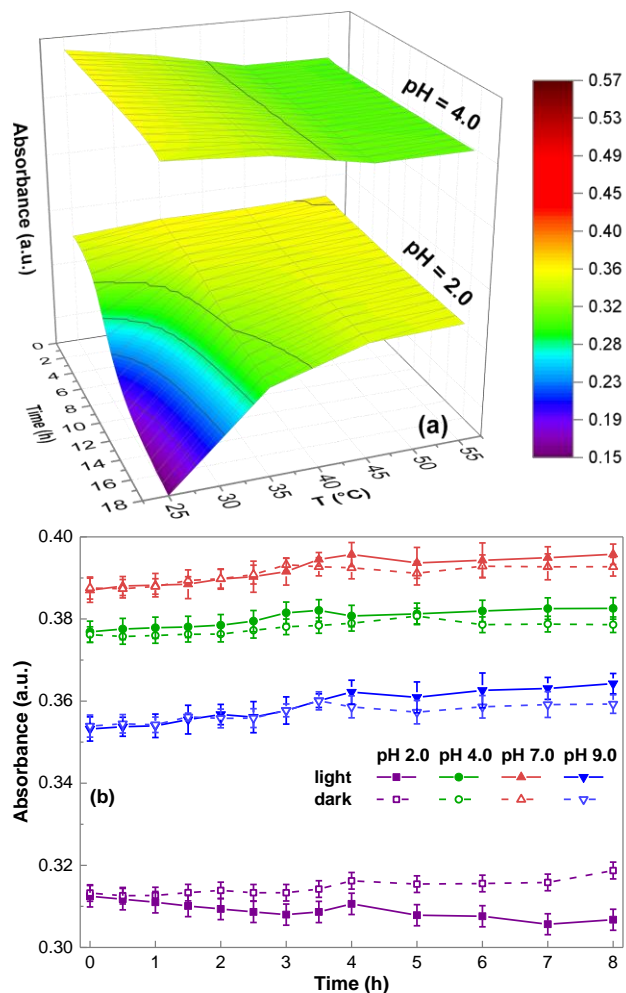 pH = 4.0
pH = 2.0
Absorbance (a.u.)
0
2
4
6
8
10
12
14
16
18
Time (h)
25
30
35
40
45
50
55
T (°C)
(a)
0.57
0.53
0.49
0.45
0.40
0.36
0.32
0.28
0.23
0.19
0.15
0.40
0.38
0.36
0.34
0.32
0.30
Absorbance (a.u.)
(b)
pH 2.0 pH 4.0 pH 7.0 pH 9.0
light
dark
0 1 2 3 4 5 6 7 8
Time (h)